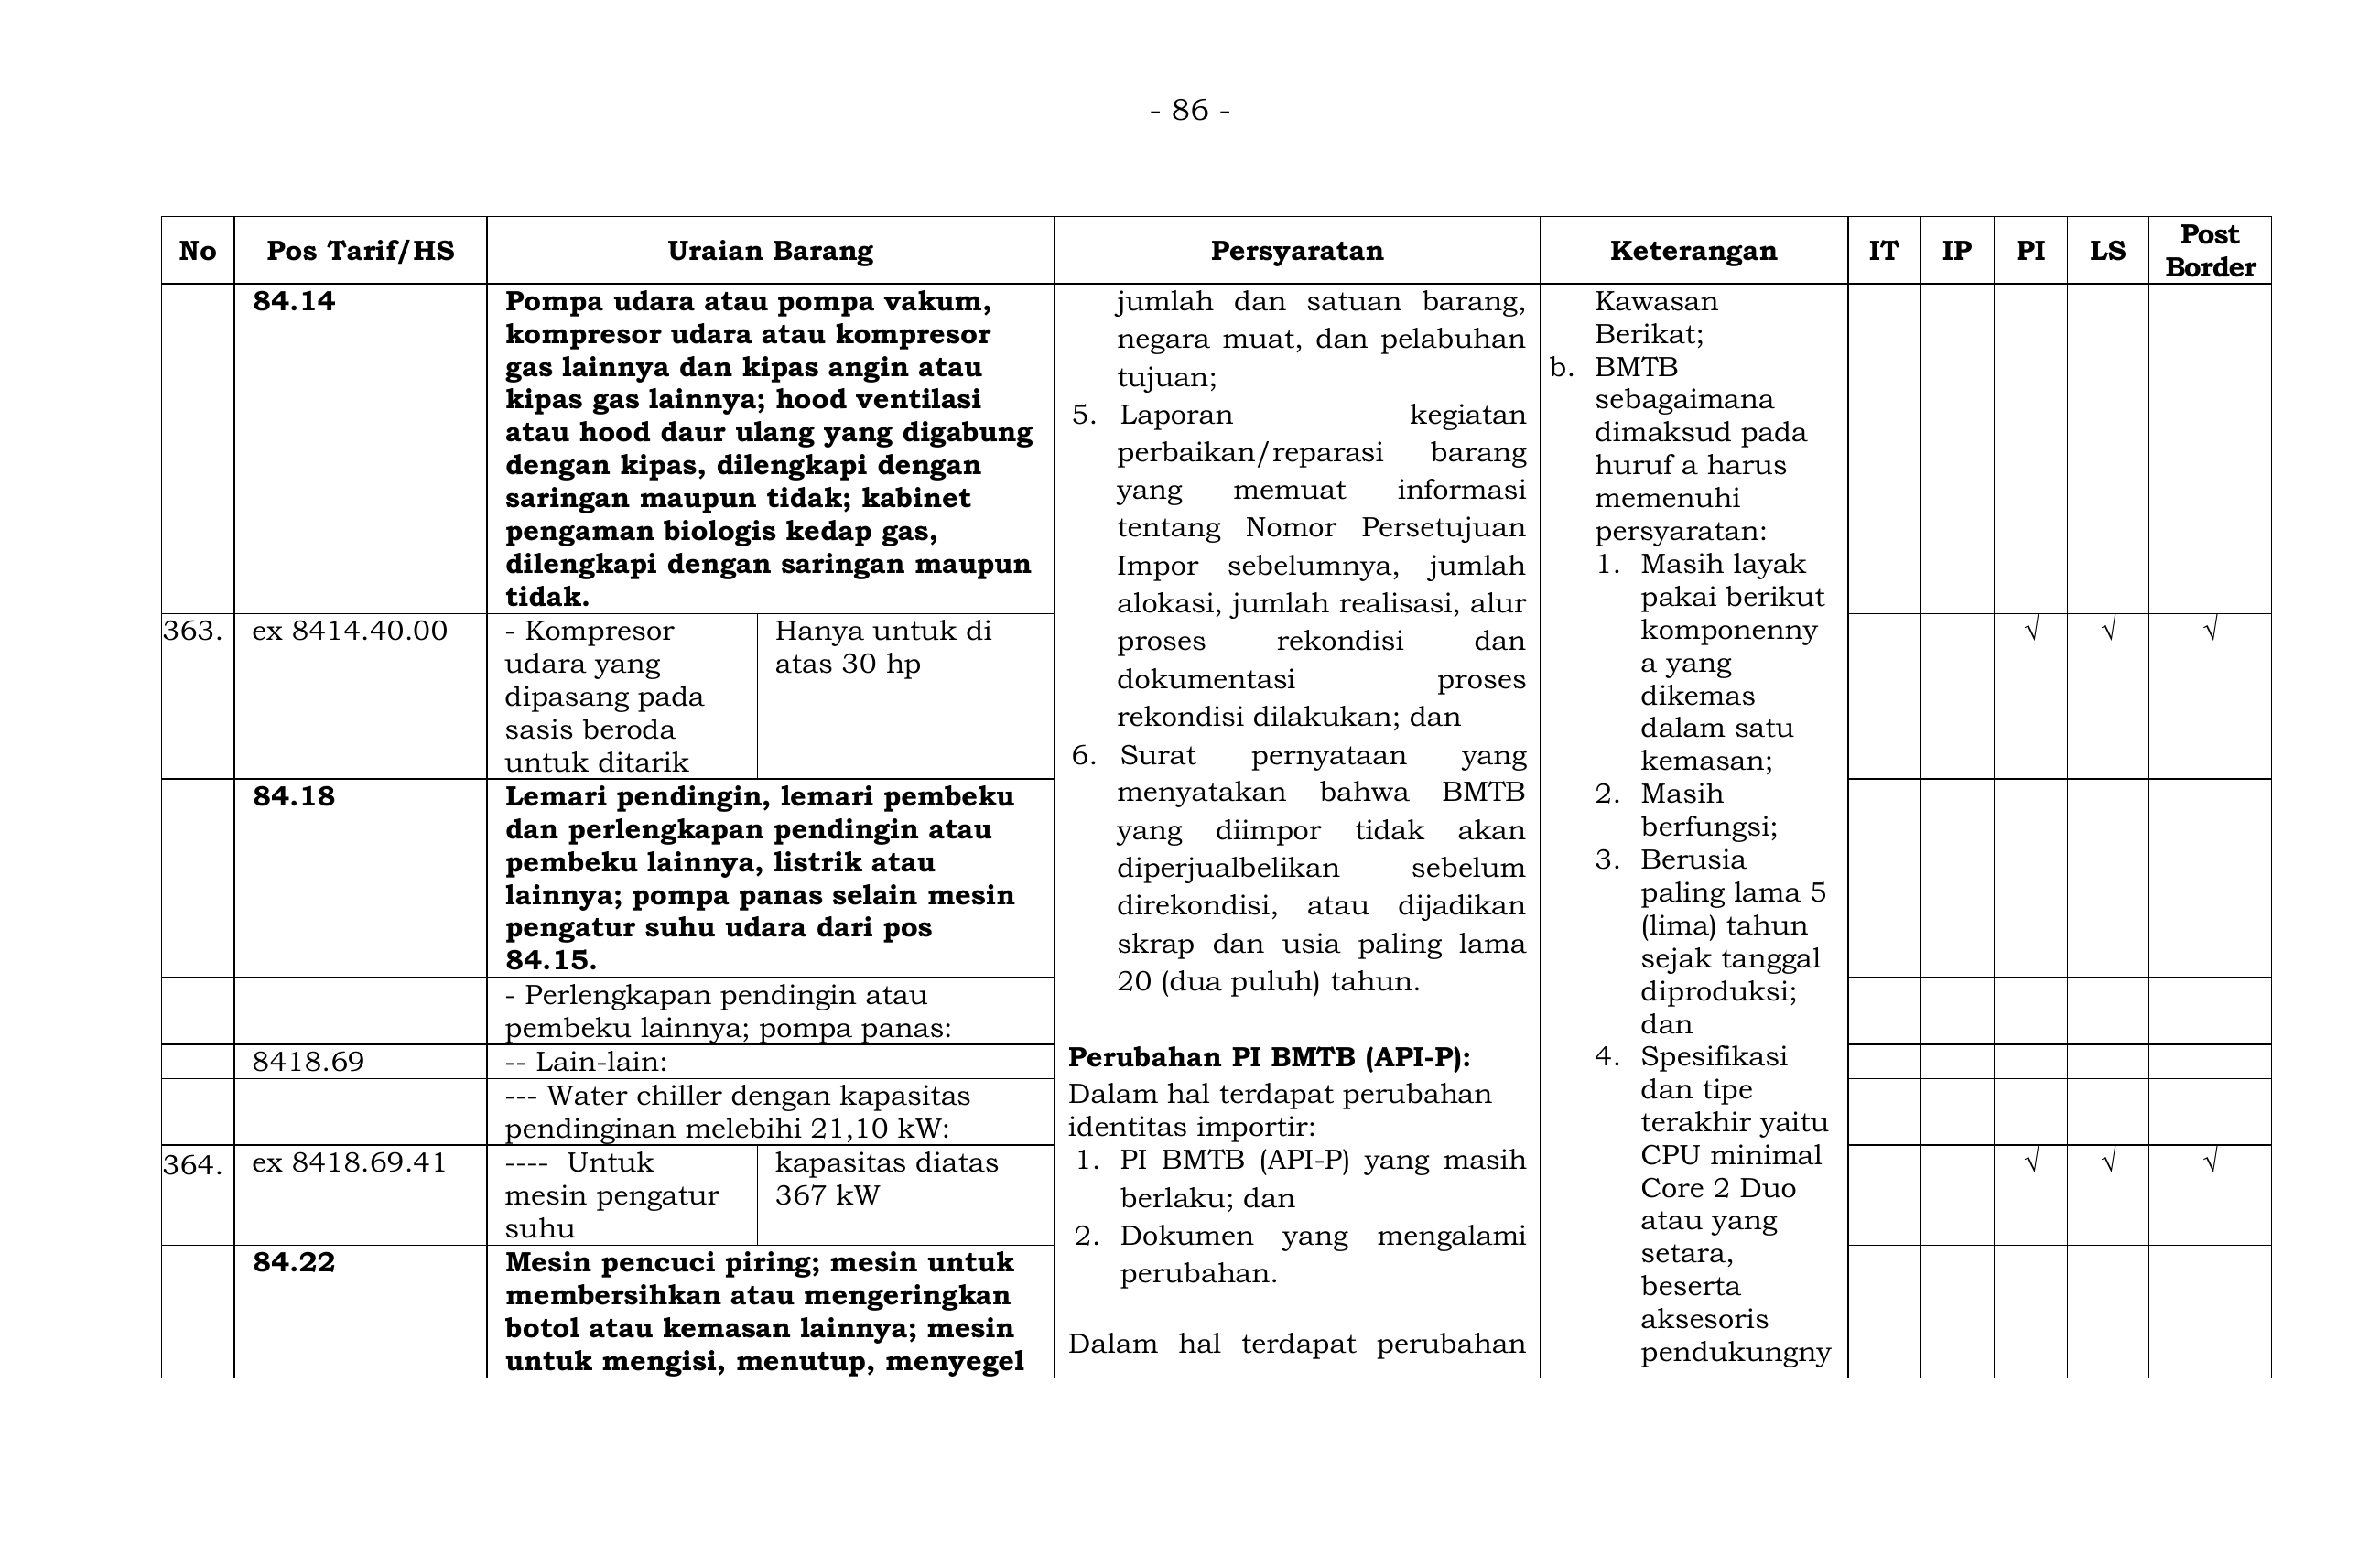 - 86 -
No
Pos Tarif/HS
Uraian Barang
Persyaratan
Keterangan
IT
IP
PI
LS
Post
Border
84.14
Pompa udara atau pompa vakum,
kompresor udara atau kompresor
gas lainnya dan kipas angin atau
kipas gas lainnya; hood ventilasi
atau hood daur ulang yang digabung
dengan kipas, dilengkapi dengan
saringan maupun tidak; kabinet
pengaman biologis kedap gas,
dilengkapi dengan saringan maupun
tidak.
363.
ex 8414.40.00
- Kompresor
udara yang
dipasang pada
sasis beroda
untuk ditarik
Hanya untuk di
atas 30 hp
√
√
√
84.18
Lemari pendingin, lemari pembeku
dan perlengkapan pendingin atau
pembeku lainnya, listrik atau
lainnya; pompa panas selain mesin
pengatur suhu udara dari pos
84.15.
- Perlengkapan pendingin atau
pembeku lainnya; pompa panas:
8418.69
-- Lain-lain:
--- Water chiller dengan kapasitas
pendinginan melebihi 21,10 kW:
364.
ex 8418.69.41
---- Untuk
mesin pengatur
suhu
kapasitas diatas
367 kW
√
√
√
84.22
Mesin pencuci piring; mesin untuk
membersihkan atau mengeringkan
botol atau kemasan lainnya; mesin
untuk mengisi, menutup, menyegel
jumlah dan satuan barang,
negara muat, dan pelabuhan
tujuan;
5. Laporan kegiatan
perbaikan/reparasi barang
yang memuat informasi
tentang Nomor Persetujuan
Impor sebelumnya, jumlah
alokasi, jumlah realisasi, alur
proses rekondisi dan
dokumentasi proses
rekondisi dilakukan; dan
6. Surat pernyataan yang
menyatakan bahwa BMTB
yang diimpor tidak akan
diperjualbelikan sebelum
direkondisi, atau dijadikan
skrap dan usia paling lama
20 (dua puluh) tahun.
Perubahan PI BMTB (API-P):
Dalam hal terdapat perubahan
identitas importir:
1. PI BMTB (API-P) yang masih
berlaku; dan
2. Dokumen yang mengalami
perubahan.
Dalam hal terdapat perubahan
Kawasan
Berikat;
b. BMTB
sebagaimana
dimaksud pada
huruf a harus
memenuhi
persyaratan:
1. Masih layak
pakai berikut
komponenny
a yang
dikemas
dalam satu
kemasan;
2. Masih
berfungsi;
3. Berusia
paling lama 5
(lima) tahun
sejak tanggal
diproduksi;
dan
4. Spesifikasi
dan tipe
terakhir yaitu
CPU minimal
Core 2 Duo
atau yang
setara,
beserta
aksesoris
pendukungny